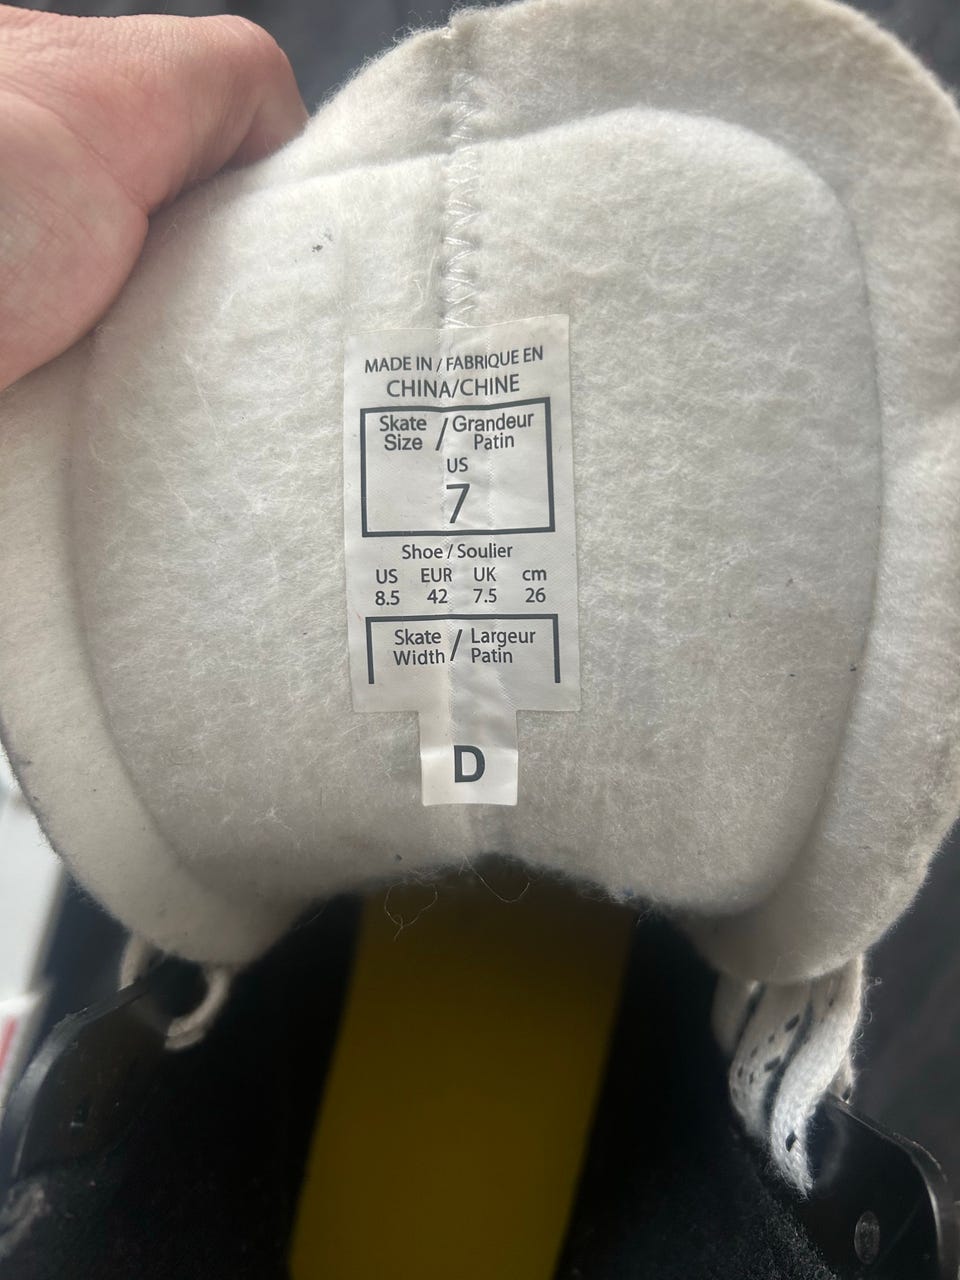 MADE IN / FABRIQUE EN
CHINA/CHINE
Skate Size / Grandeur Patin
US
7
Shoe / Soulier
US EUR UK cm
8.5 42 7.5 26
Skate Width / Largeur Patin
D